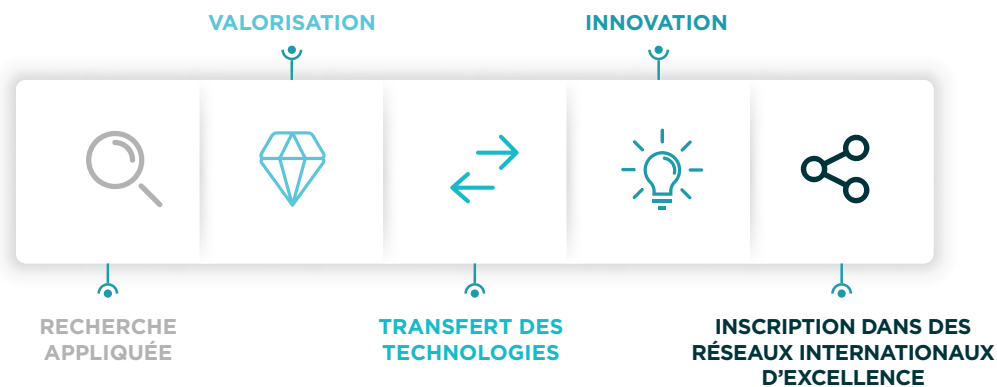 VALORISATION
INNOVATION
RECHERCHE
APPLIQUÉE
TRANSFERT DES
TECHNOLOGIES
INSCRIPTION DANS DES
RÉSEAUX INTERNATIONAUX
D'EXCELLENCE